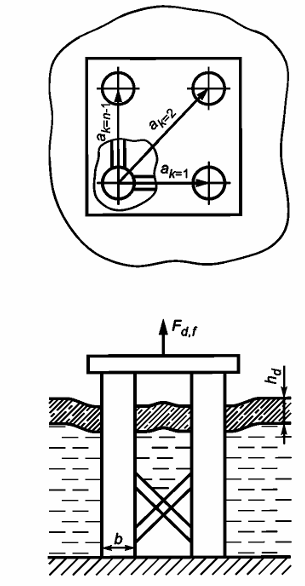 a_{k=n-1}
a_{k=2}
a_{k=1}
F_{d,f}
h_d
b